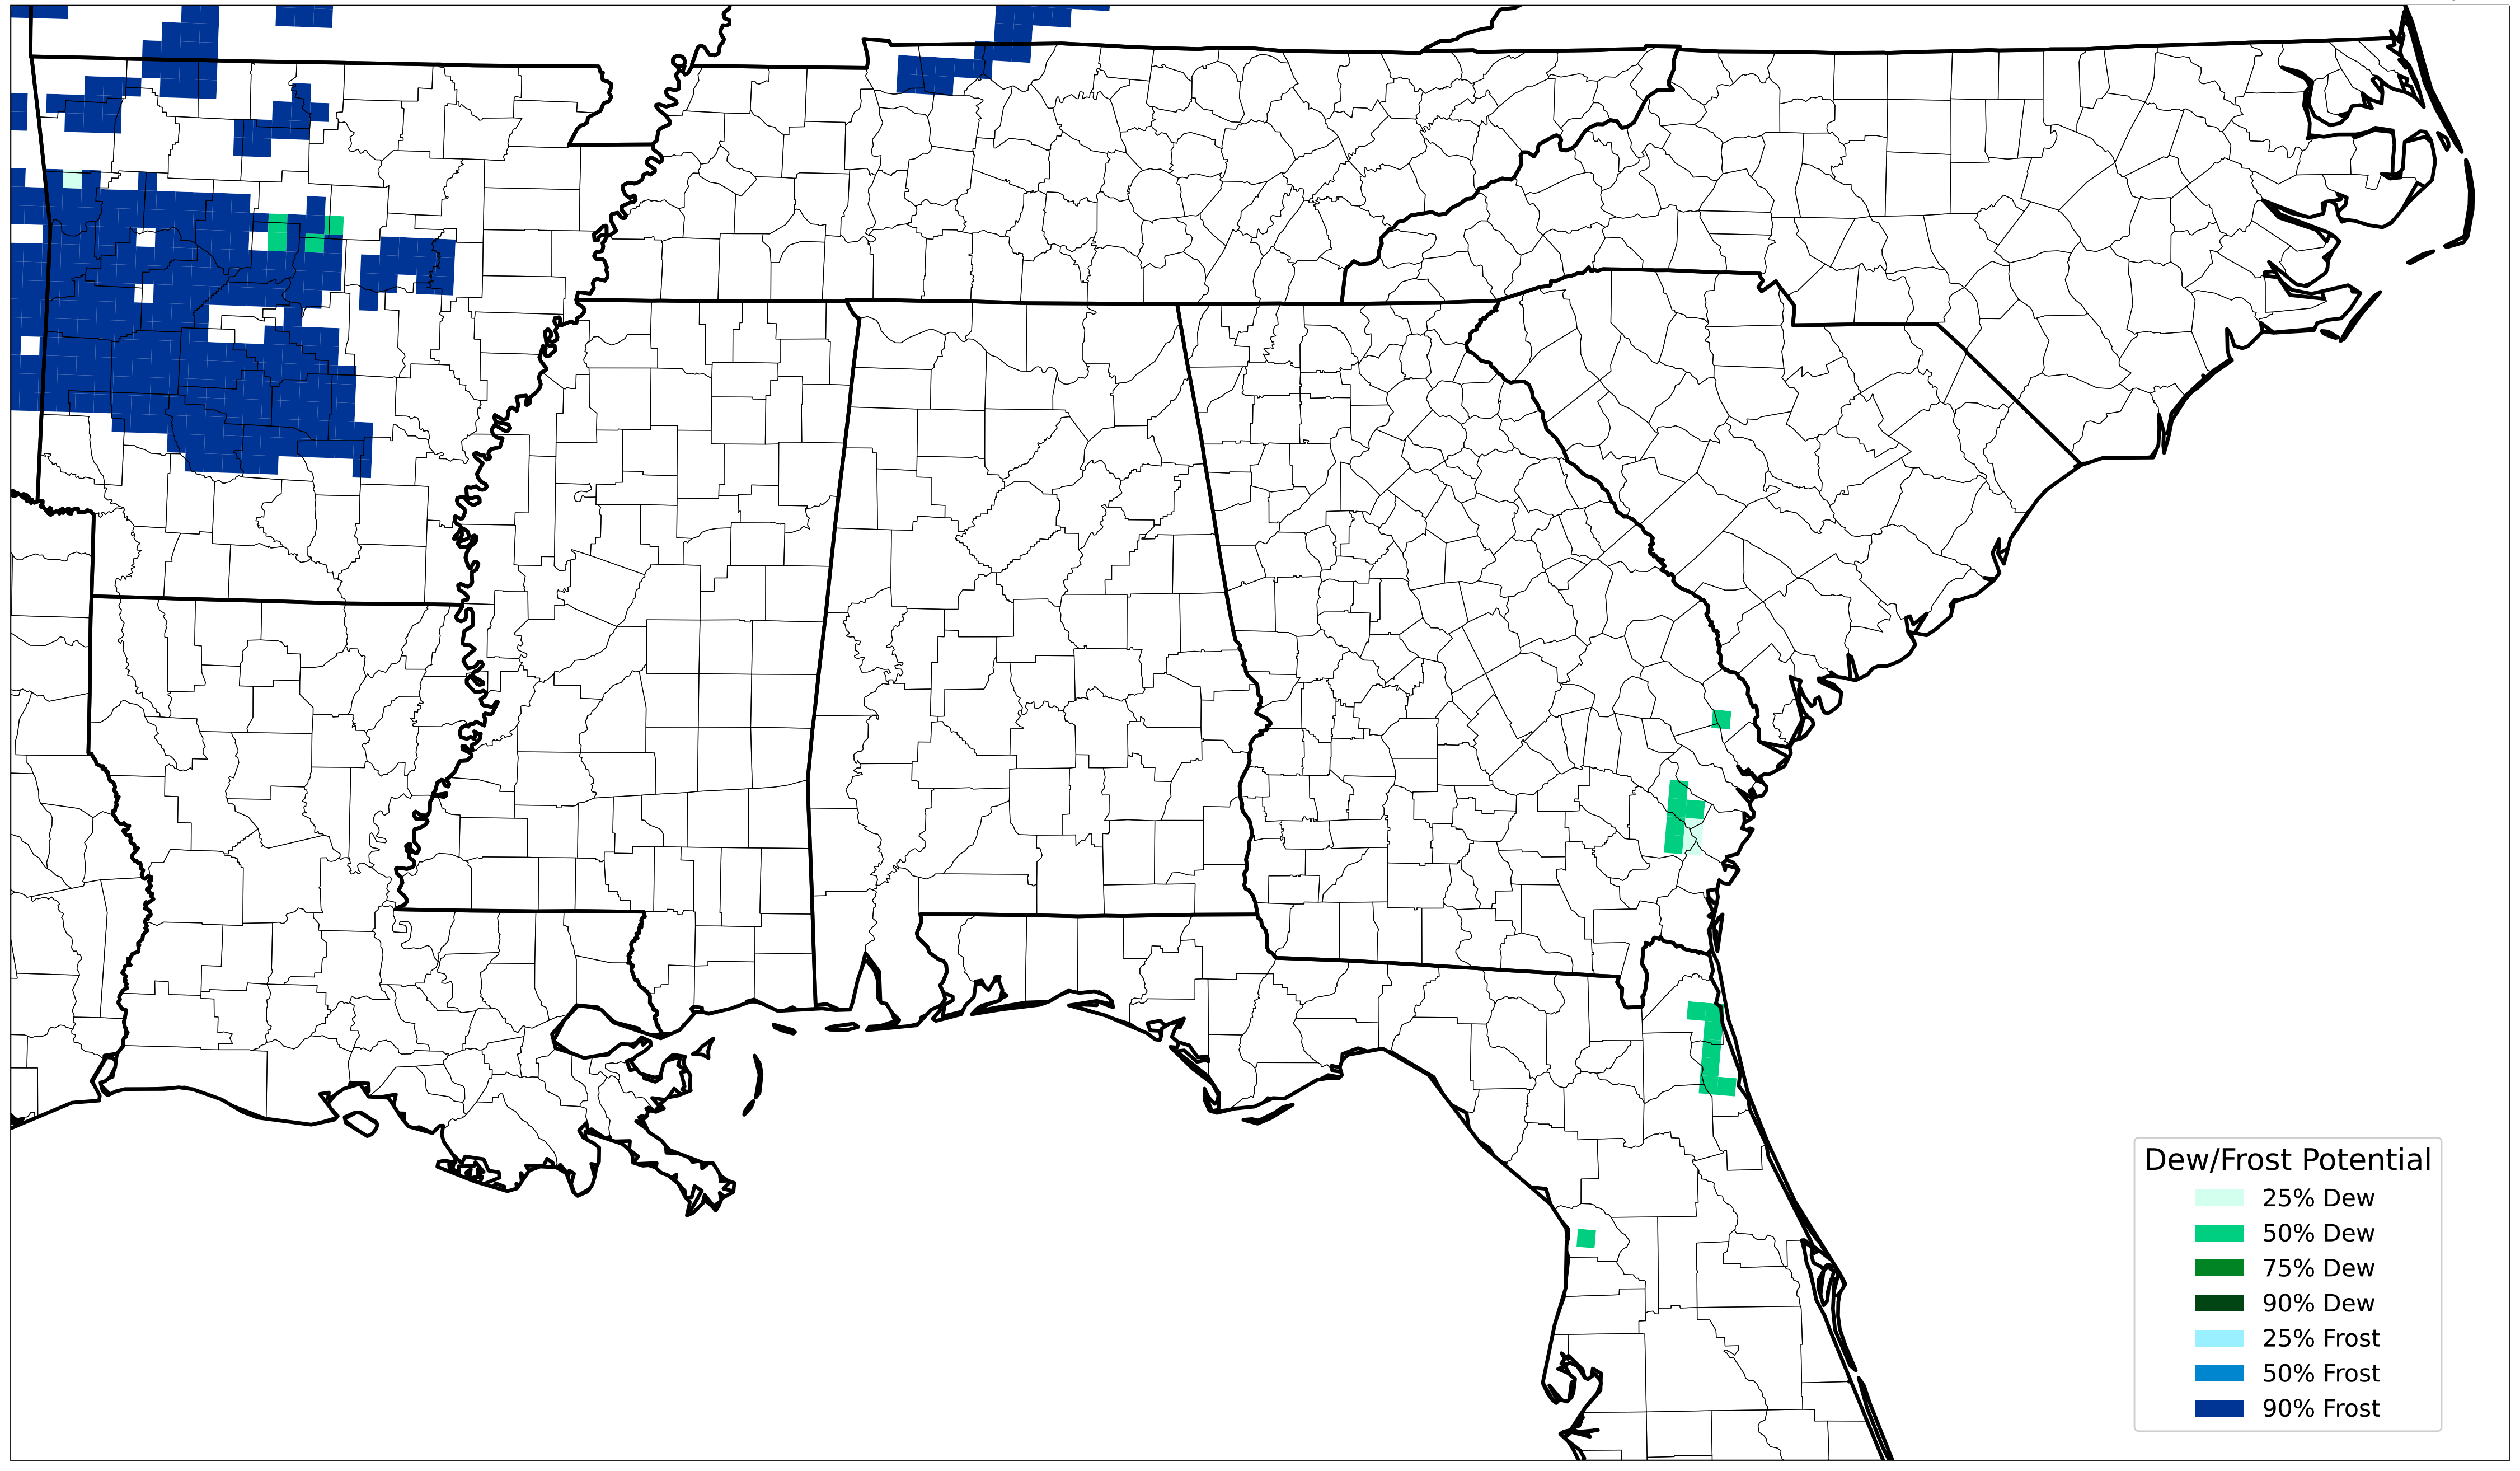 Dew/Frost Potential
25% Dew
50% Dew
75% Dew
90% Dew
25% Frost
50% Frost
90% Frost